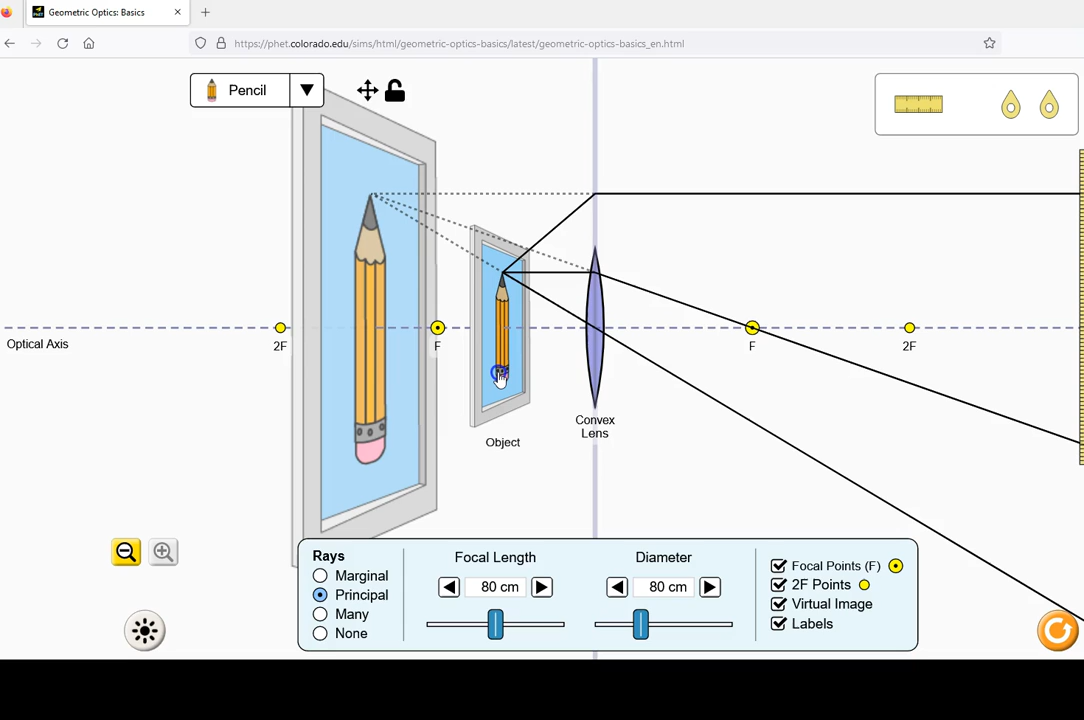 Geometric Optics: Basics
https://phet.colorado.edu/sims/html/geometric-optics-basics/latest/geometric-optics-basics_en.html
Pencil
Optical Axis
2F
F
F
2F
Object
Convex
Lens
Rays
Marginal
Principal
Many
None
Focal Length
80 cm
Diameter
80 cm
Focal Points (F)
2F Points
Virtual Image
Labels